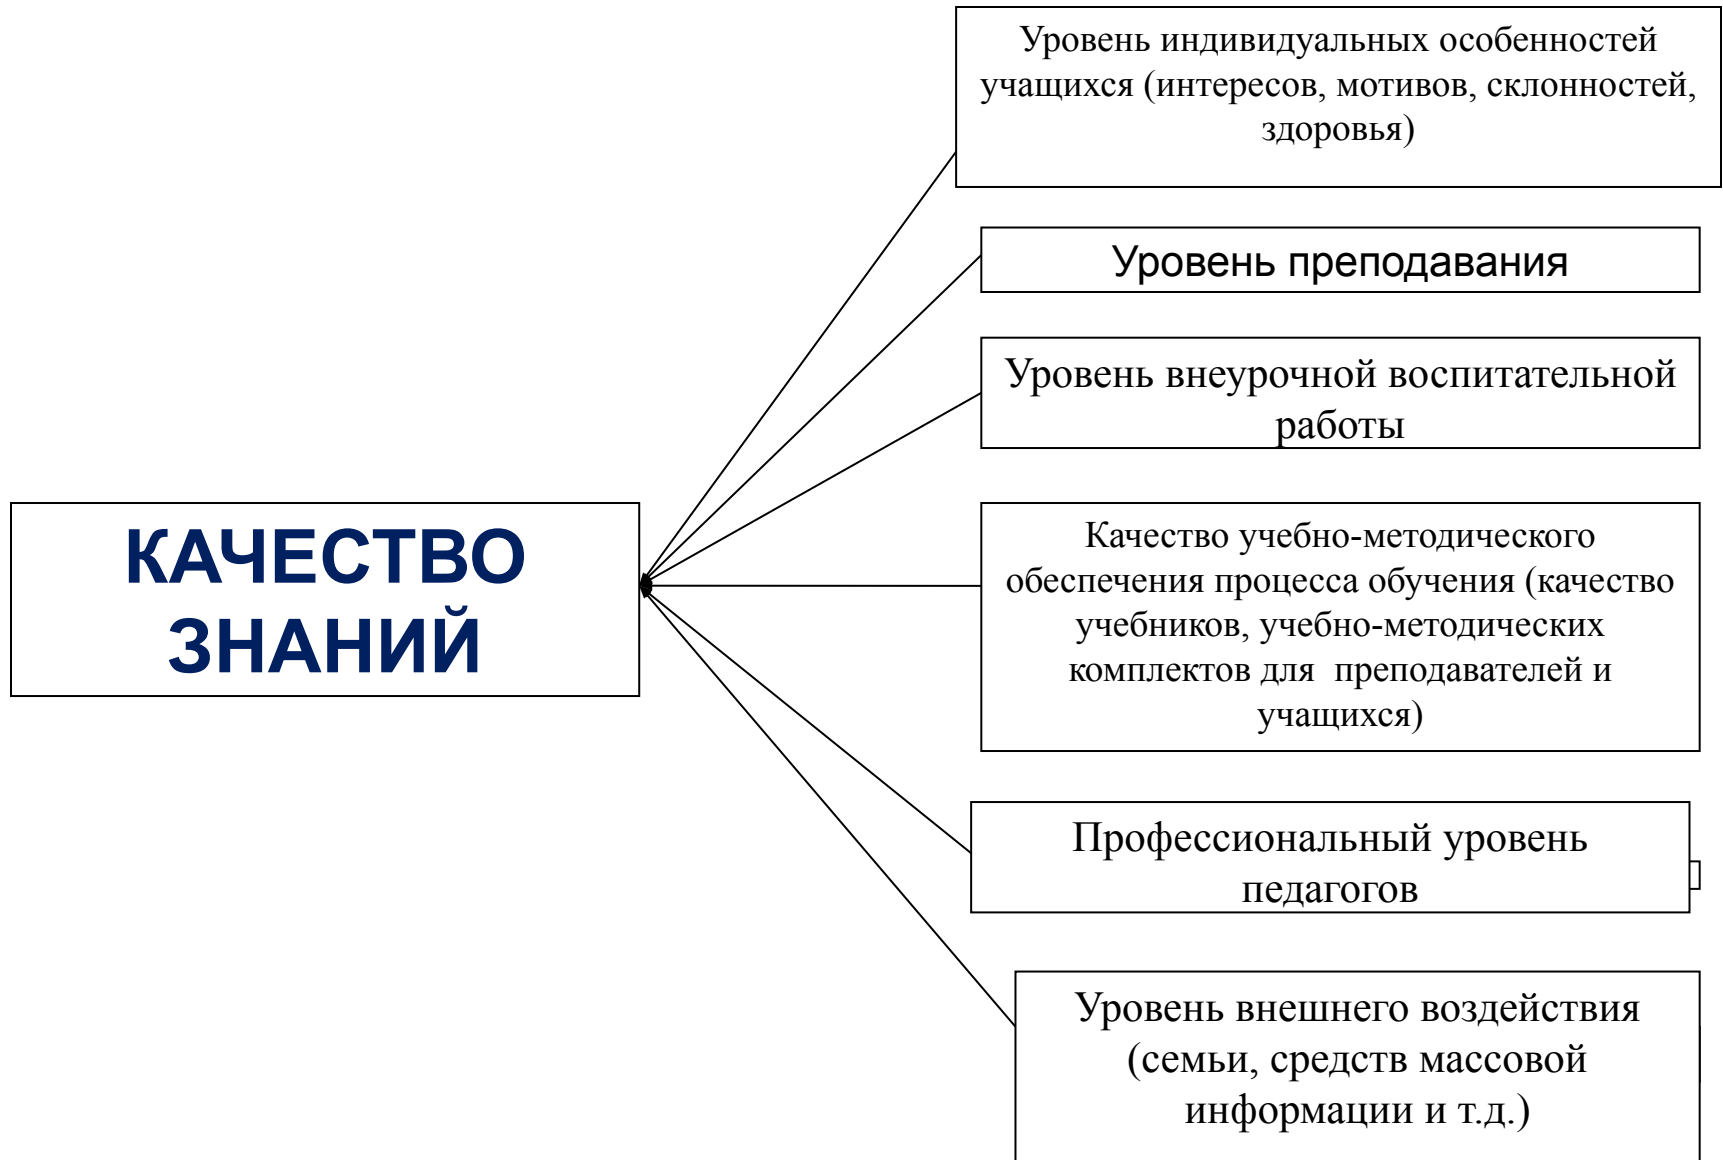 Уровень индивидуальных особенностей
учащихся (интересов, мотивов, склонностей,
здоровья)
Уровень преподавания
Уровень внеурочной воспитательной
работы
КАЧЕСТВО
ЗНАНИЙ
Качество учебно-методического
обеспечения процесса обучения (качество
учебников, учебно-методических
комплектов для  преподавателей и
учащихся)
Профессиональный уровень
педагогов
Уровень внешнего воздействия
(семьи, средств массовой
информации и т.д.)